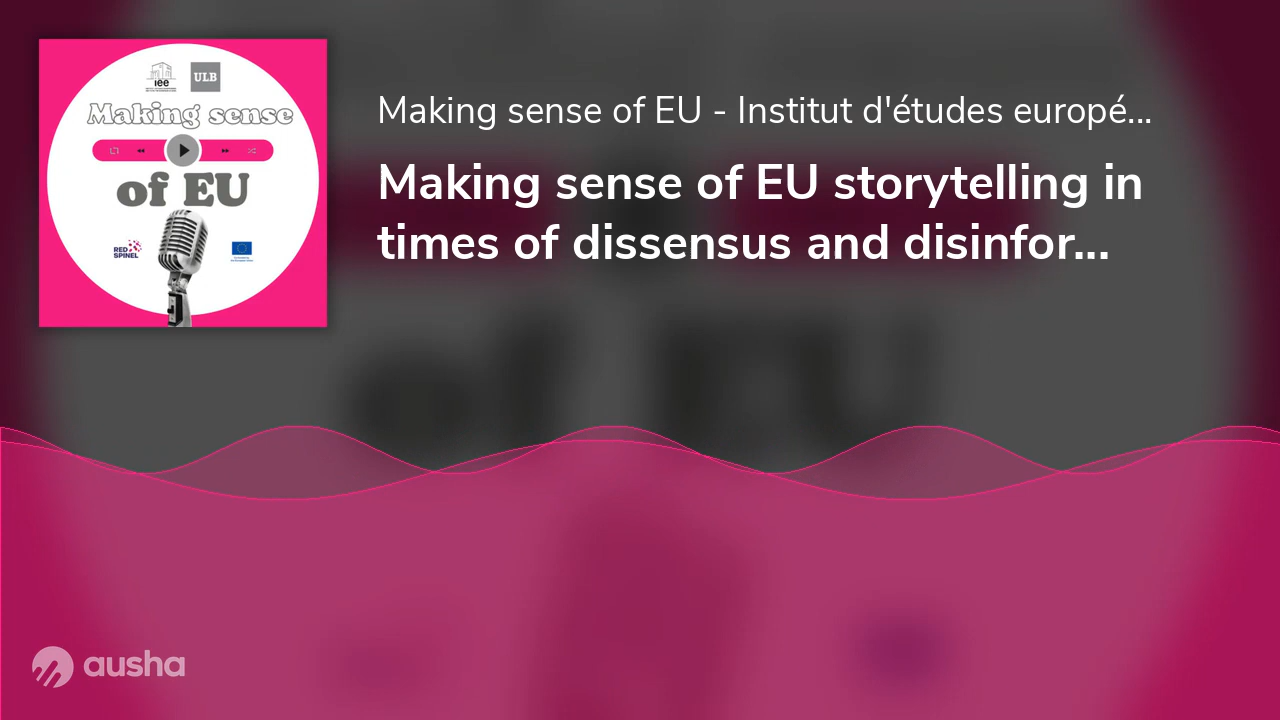 iee
ULB
Making sense
of EU
RED
SPINEL
Making sense of EU - Institut d'études europé...
Making sense of EU storytelling in
times of dissensus and disinfor...
ausha